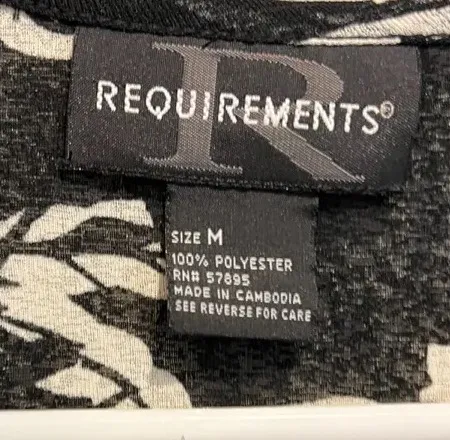 R
REQUIREMENTS®
SIZE M
100% POLYESTER
RN# 57895
MADE IN CAMBODIA
SEE REVERSE FOR CARE